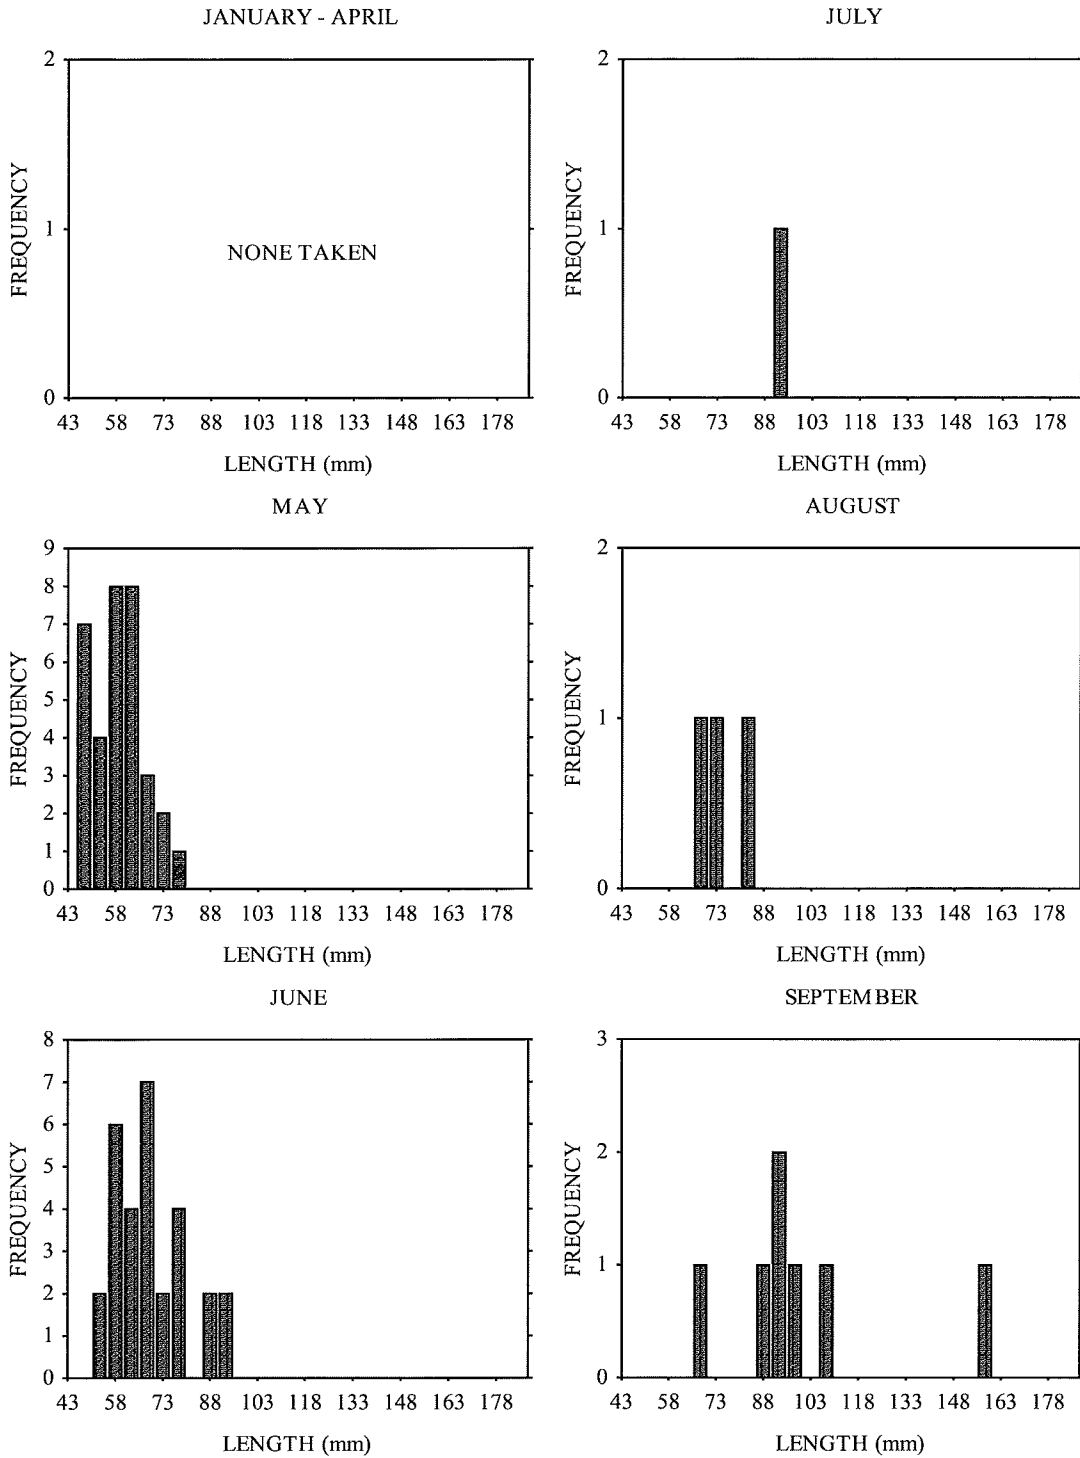 JANUARY - APRIL
2
1
0
FREQUENCY
NONE TAKEN
43 58 73 88 103 118 133 148 163 178
LENGTH (mm)
JULY
2
1
0
FREQUENCY
43 58 73 88 103 118 133 148 163 178
LENGTH (mm)
MAY
9
8
7
6
5
4
3
2
1
0
FREQUENCY
43 58 73 88 103 118 133 148 163 178
LENGTH (mm)
AUGUST
2
1
0
FREQUENCY
43 58 73 88 103 118 133 148 163 178
LENGTH (mm)
JUNE
8
7
6
5
4
3
2
1
0
FREQUENCY
43 58 73 88 103 118 133 148 163 178
LENGTH (mm)
SEPTEMBER
3
2
1
0
FREQUENCY
43 58 73 88 103 118 133 148 163 178
LENGTH (mm)